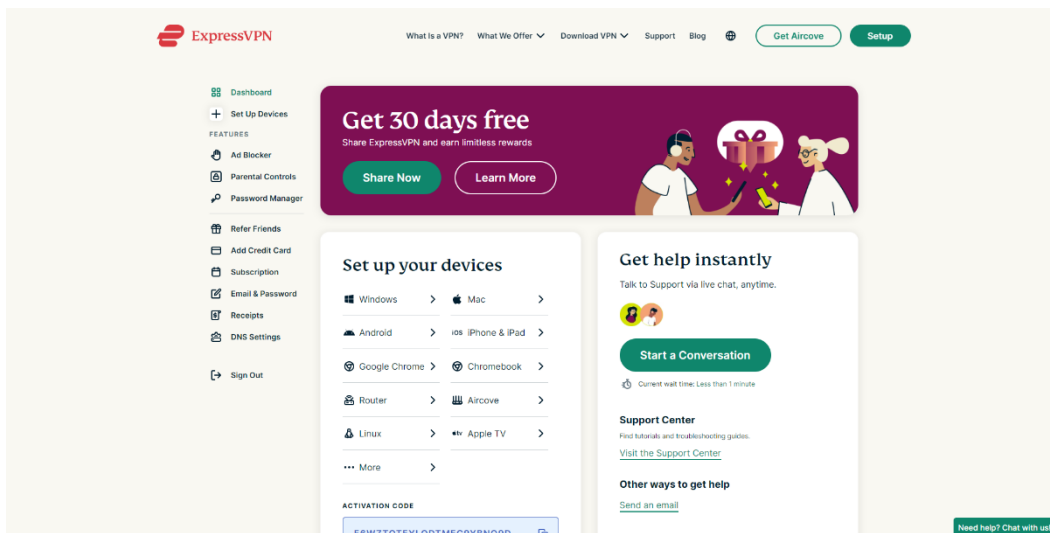 ExpressVPN
What Is a VPN? What We Offer Download VPN Support Blog Get Aircove Setup
Dashboard
Set Up Devices
FEATURES
Ad Blocker
Parental Controls
Password Manager
Refer Friends
Add Credit Card
Subscription
Email & Password
Receipts
DNS Settings
Sign Out
Get 30 days free
Share ExpressVPN and earn limitless rewards
Share Now Learn More
Set up your devices
Windows Mac
Android iOS iPhone & iPad
Google Chrome Chromebook
Router Aircove
Linux tv Apple TV
More
ACTIVATION CODE
Get help instantly
Talk to Support via live chat, anytime.
Start a Conversation
Current wait time: Less than 1 minute
Support Center
Find tutorials and troubleshooting guides.
Visit the Support Center
Other ways to get help
Send an email
Need help? Chat with us!